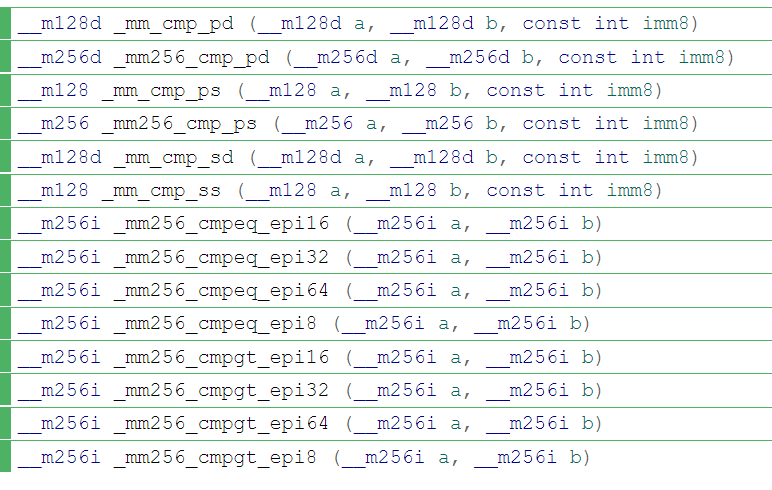 __m128d _mm_cmp_pd (__m128d a, __m128d b, const int imm8)
__m256d _mm256_cmp_pd (__m256d a, __m256d b, const int imm8)
__m128 _mm_cmp_ps (__m128 a, __m128 b, const int imm8)
__m256 _mm256_cmp_ps (__m256 a, __m256 b, const int imm8)
__m128d _mm_cmp_sd (__m128d a, __m128d b, const int imm8)
__m128 _mm_cmp_ss (__m128 a, __m128 b, const int imm8)
__m256i _mm256_cmpeq_epi16 (__m256i a, __m256i b)
__m256i _mm256_cmpeq_epi32 (__m256i a, __m256i b)
__m256i _mm256_cmpeq_epi64 (__m256i a, __m256i b)
__m256i _mm256_cmpeq_epi8 (__m256i a, __m256i b)
__m256i _mm256_cmpgt_epi16 (__m256i a, __m256i b)
__m256i _mm256_cmpgt_epi32 (__m256i a, __m256i b)
__m256i _mm256_cmpgt_epi64 (__m256i a, __m256i b)
__m256i _mm256_cmpgt_epi8 (__m256i a, __m256i b)